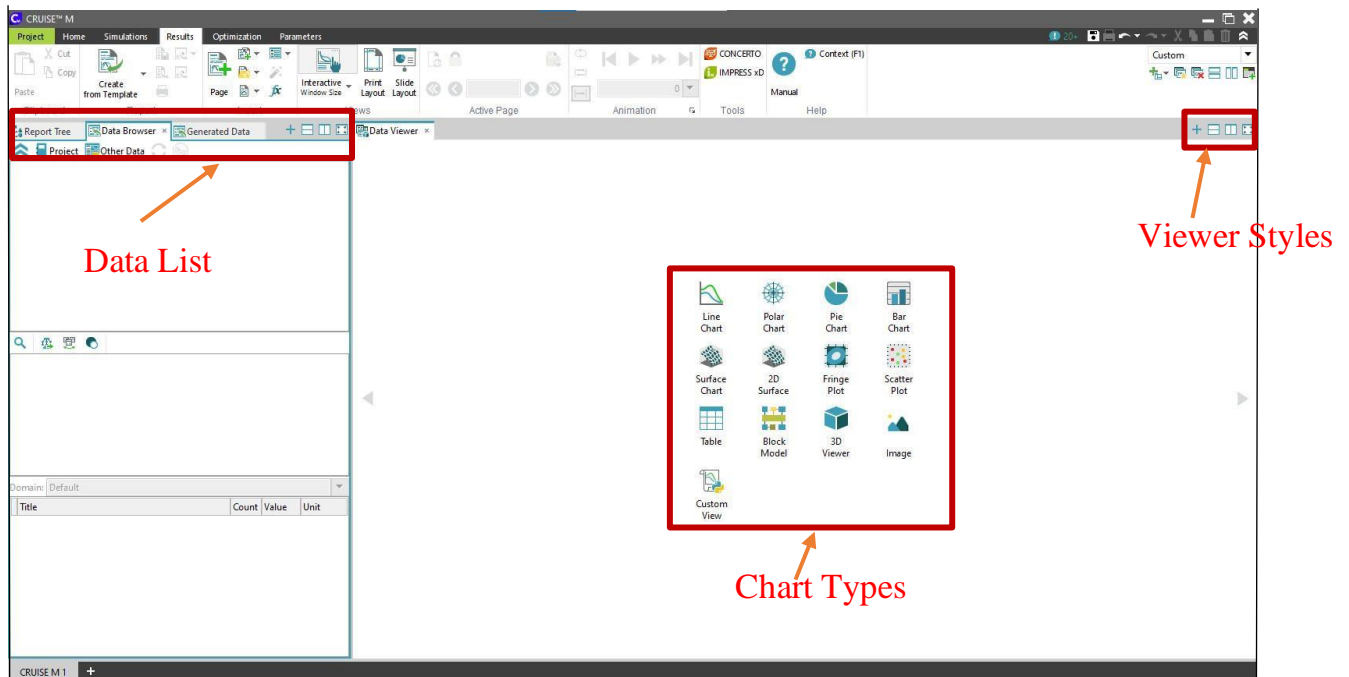 CRUISE™ M
Project Home Simulations Results Optimization Parameters
20+
Cut
Copy
Paste
Create
from Template
Page
fx
Interactive
Window Size
Print
Layout
Slide
Layout
0
CONCERTO
IMPRESS xD
Manual
Context (F1)
Custom
Active Page
Animation
Tools
Help
Report Tree
Data Browser
Generated Data
Data Viewer
Project
Other Data
Data List
Viewer Styles
Line
Chart
Polar
Chart
Pie
Chart
Bar
Chart
Surface
Chart
2D
Surface
Fringe
Plot
Scatter
Plot
Table
Block
Model
3D
Viewer
Image
Custom
View
Chart Types
Domain: Default
Title Count Value Unit
CRUISE M 1